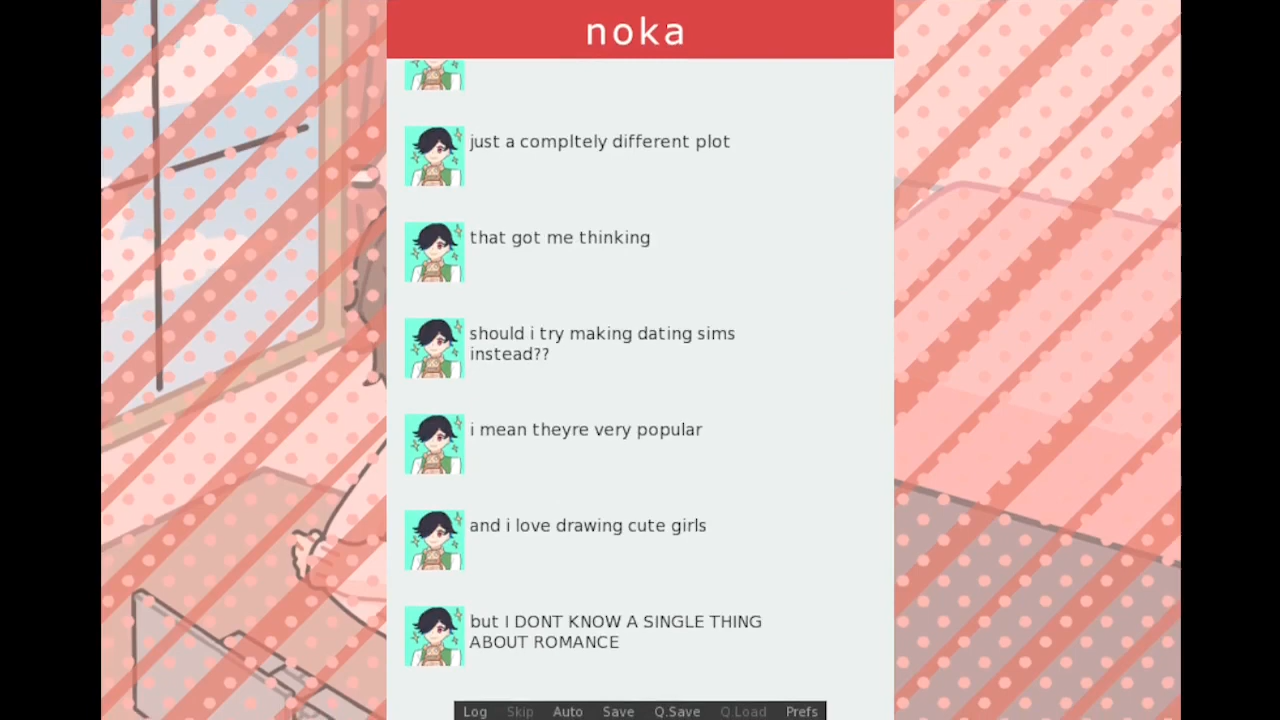 noka
just a compltely different plot
that got me thinking
should i try making dating sims
instead??
i mean theyre very popular
and i love drawing cute girls
but I DONT KNOW A SINGLE THING
ABOUT ROMANCE
Log Skip Auto Save Q.Save Q.Load Prefs